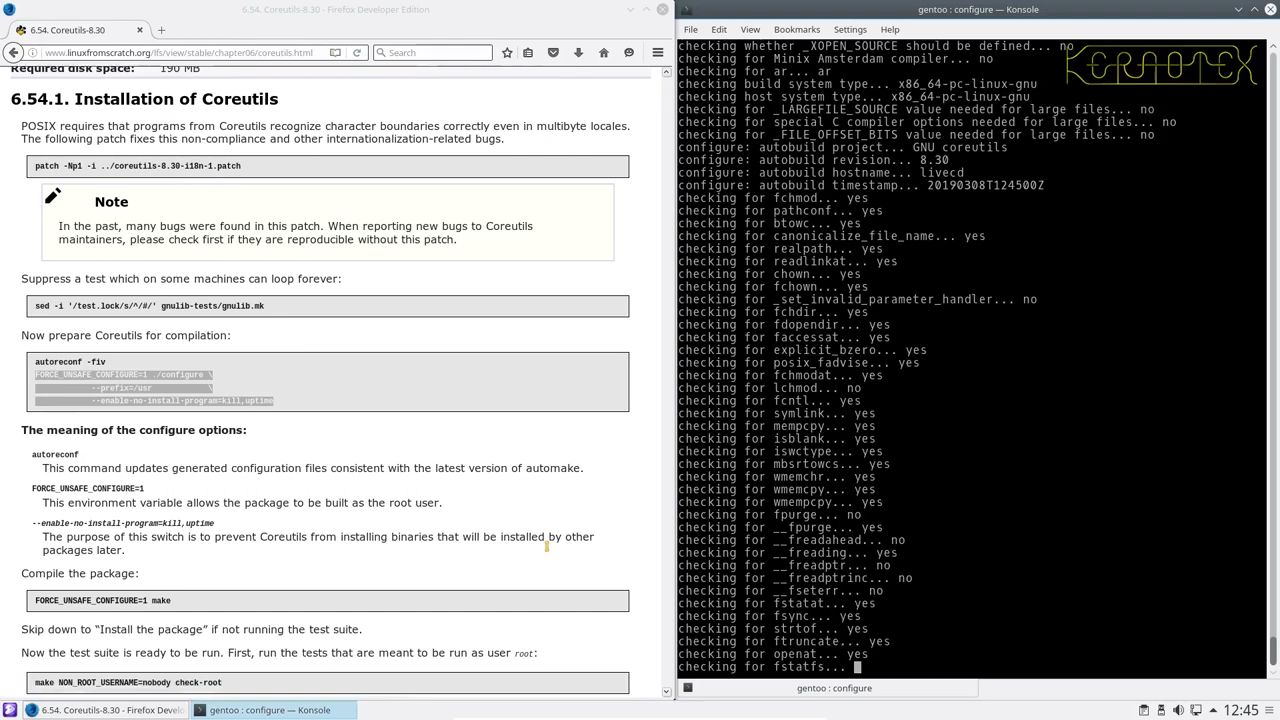 6.54. Coreutils-8.30 - Firefox Developer Edition
6.54. Coreutils-8.30
www.linuxfromscratch.org/lfs/view/stable/chapter06/coreutils.html
Search
Required disk space: 190 MB
6.54.1. Installation of Coreutils
POSIX requires that programs from Coreutils recognize character boundaries correctly even in multibyte locales.
The following patch fixes this non-compliance and other internationalization-related bugs.
patch -Np1 -i ../coreutils-8.30-i18n-1.patch
Note
In the past, many bugs were found in this patch. When reporting new bugs to Coreutils
maintainers, please check first if they are reproducible without this patch.
Suppress a test which on some machines can loop forever:
sed -i '/test.lock/s/^/#/' gnulib-tests/gnulib.mk
Now prepare Coreutils for compilation:
autoreconf -fiv
FORCE_UNSAFE_CONFIGURE=1 ./configure \
--prefix=/usr \
--enable-no-install-program=kill,uptime
The meaning of the configure options:
autoreconf
This command updates generated configuration files consistent with the latest version of automake.
FORCE_UNSAFE_CONFIGURE=1
This environment variable allows the package to be built as the root user.
--enable-no-install-program=kill,uptime
The purpose of this switch is to prevent Coreutils from installing binaries that will be installed by other
packages later.
Compile the package:
FORCE_UNSAFE_CONFIGURE=1 make
Skip down to “Install the package” if not running the test suite.
Now the test suite is ready to be run. First, run the tests that are meant to be run as user root:
make NON_ROOT_USERNAME=nobody check-root
gentoo : configure — Konsole
File Edit View Bookmarks Settings Help
KERNOTEX
checking whether _XOPEN_SOURCE should be defined... no
checking for Minix Amsterdam compiler... no
checking for ar... ar
checking build system type... x86_64-pc-linux-gnu
checking host system type... x86_64-pc-linux-gnu
checking for _LARGEFILE_SOURCE value needed for large files... no
checking for special C compiler options needed for large files... no
checking for _FILE_OFFSET_BITS value needed for large files... no
configure: autobuild project... GNU coreutils
configure: autobuild revision... 8.30
configure: autobuild hostname... livecd
configure: autobuild timestamp... 20190308T124500Z
checking for fchmod... yes
checking for pathconf... yes
checking for btowc... yes
checking for canonicalize_file_name... yes
checking for realpath... yes
checking for readlinkat... yes
checking for chown... yes
checking for fchown... yes
checking for _set_invalid_parameter_handler... no
checking for fchdir... yes
checking for fdopendir... yes
checking for faccessat... yes
checking for explicit_bzero... yes
checking for posix_fadvise... yes
checking for fchmodat... yes
checking for lchmod... no
checking for fcntl... yes
checking for symlink... yes
checking for mempcpy... yes
checking for isblank... yes
checking for iswctype... yes
checking for mbsrtowcs... yes
checking for wmemchr... yes
checking for wmemcpy... yes
checking for wmempcpy... yes
checking for fpurge... no
checking for __fpurge... yes
checking for __freadahead... no
checking for __freading... yes
checking for __freadptr... no
checking for __freadptrinc... no
checking for __fseterr... no
checking for fstatat... yes
checking for fsync... yes
checking for strtof... yes
checking for ftruncate... yes
checking for openat... yes
checking for fstatfs...
gentoo : configure
6.54. Coreutils-8.30 - Firefox Develo
gentoo : configure — Konsole
12:45